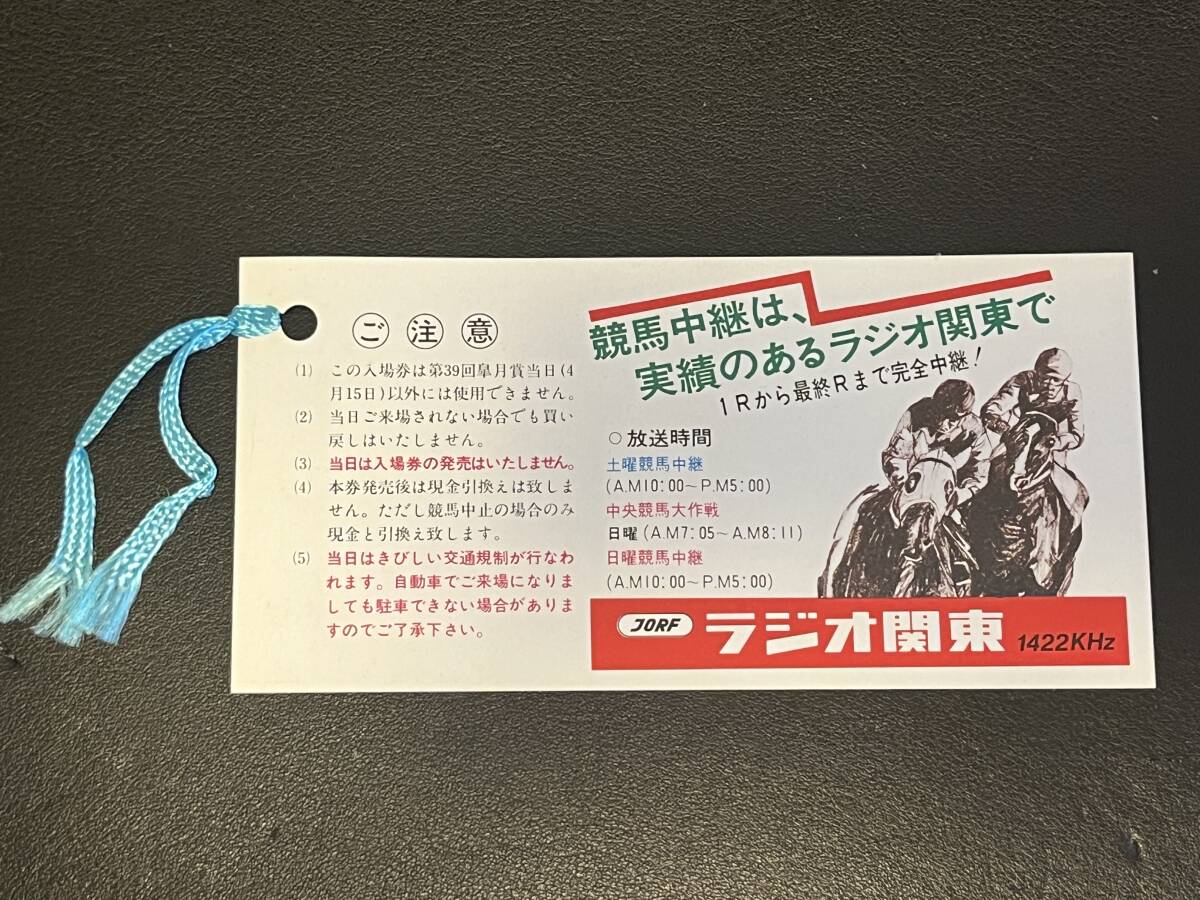 ご注意
(1) この入場券は第39回皐月賞当日(4
月15日)以外には使用できません。
(2) 当日ご来場されない場合でも買い
戻しはいたしません。
(3) 当日は入場券の発売はいたしません。
(4) 本券発売後は現金引換えは致しま
せん。ただし競馬中止の場合のみ
現金と引換え致します。
(5) 当日はきびしい交通規制が行なわ
れます。自動車でご来場になりま
しても駐車できない場合がありま
すのでご了承下さい。
競馬中継は、
実績のあるラジオ関東で
1Rから最終Rまで完全中継!
○放送時間
土曜競馬中継
(A.M10:00~P.M5:00)
中央競馬大作戦
日曜(A.M7:05~A.M8:11)
日曜競馬中継
(A.M10:00~P.M5:00)
JORF ラジオ関東 1422KHz